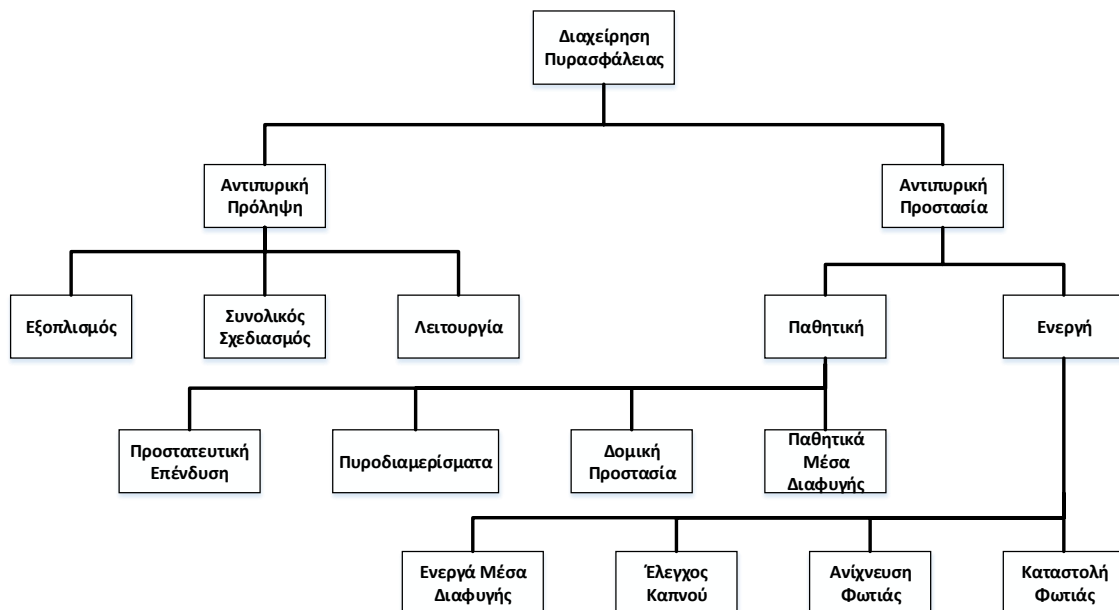 Διαχείρηση
Πυρασφάλειας
Αντιπυρική
Πρόληψη
Αντιπυρική
Προστασία
Εξοπλισμός
Συνολικός
Σχεδιασμός
Λειτουργία
Παθητική
Ενεργή
Προστατευτική
Επένδυση
Πυροδιαμερίσματα
Δομική
Προστασία
Παθητικά
Μέσα
Διαφυγής
Ενεργά Μέσα
Διαφυγής
Έλεγχος
Καπνού
Ανίχνευση
Φωτιάς
Καταστολή
Φωτιάς